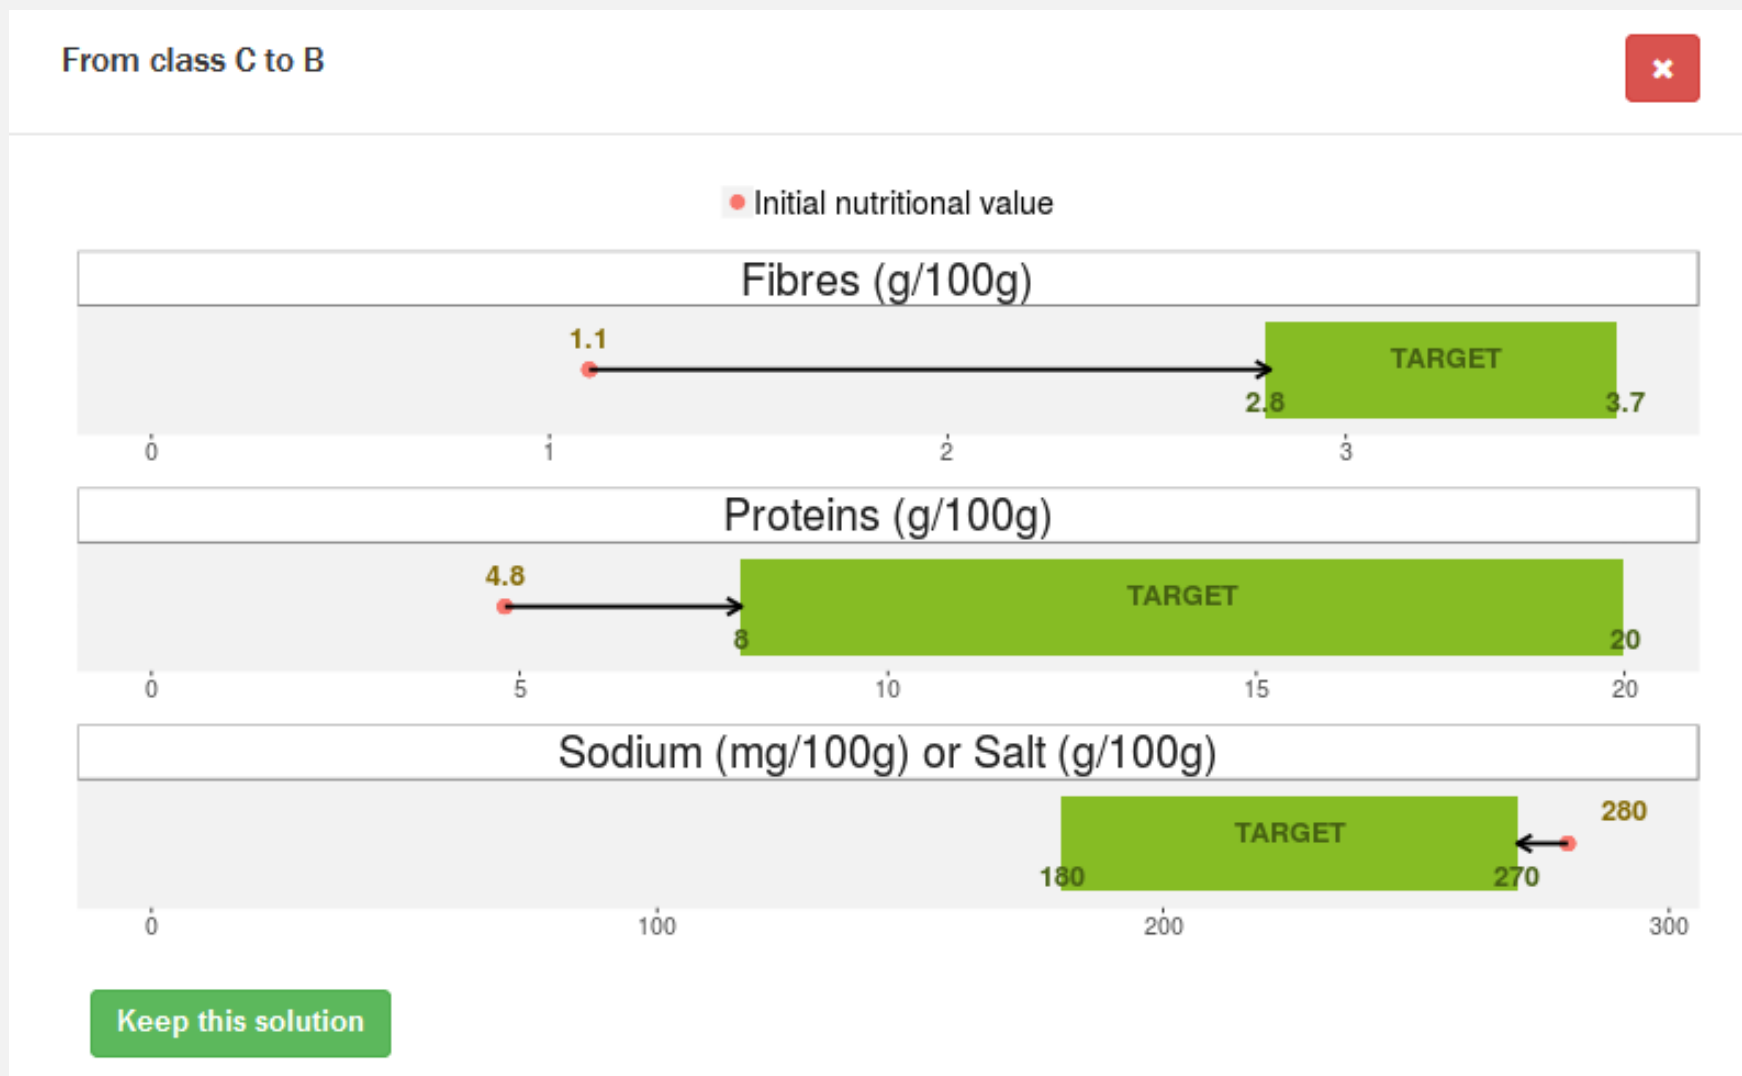 From class C to B
✖
Initial nutritional value
Fibres (g/100g)
1.1
TARGET
2.8 3.7
0 1 2 3
Proteins (g/100g)
4.8
TARGET
8 20
0 5 10 15 20
Sodium (mg/100g) or Salt (g/100g)
280
TARGET
180 270
0 100 200 300
Keep this solution